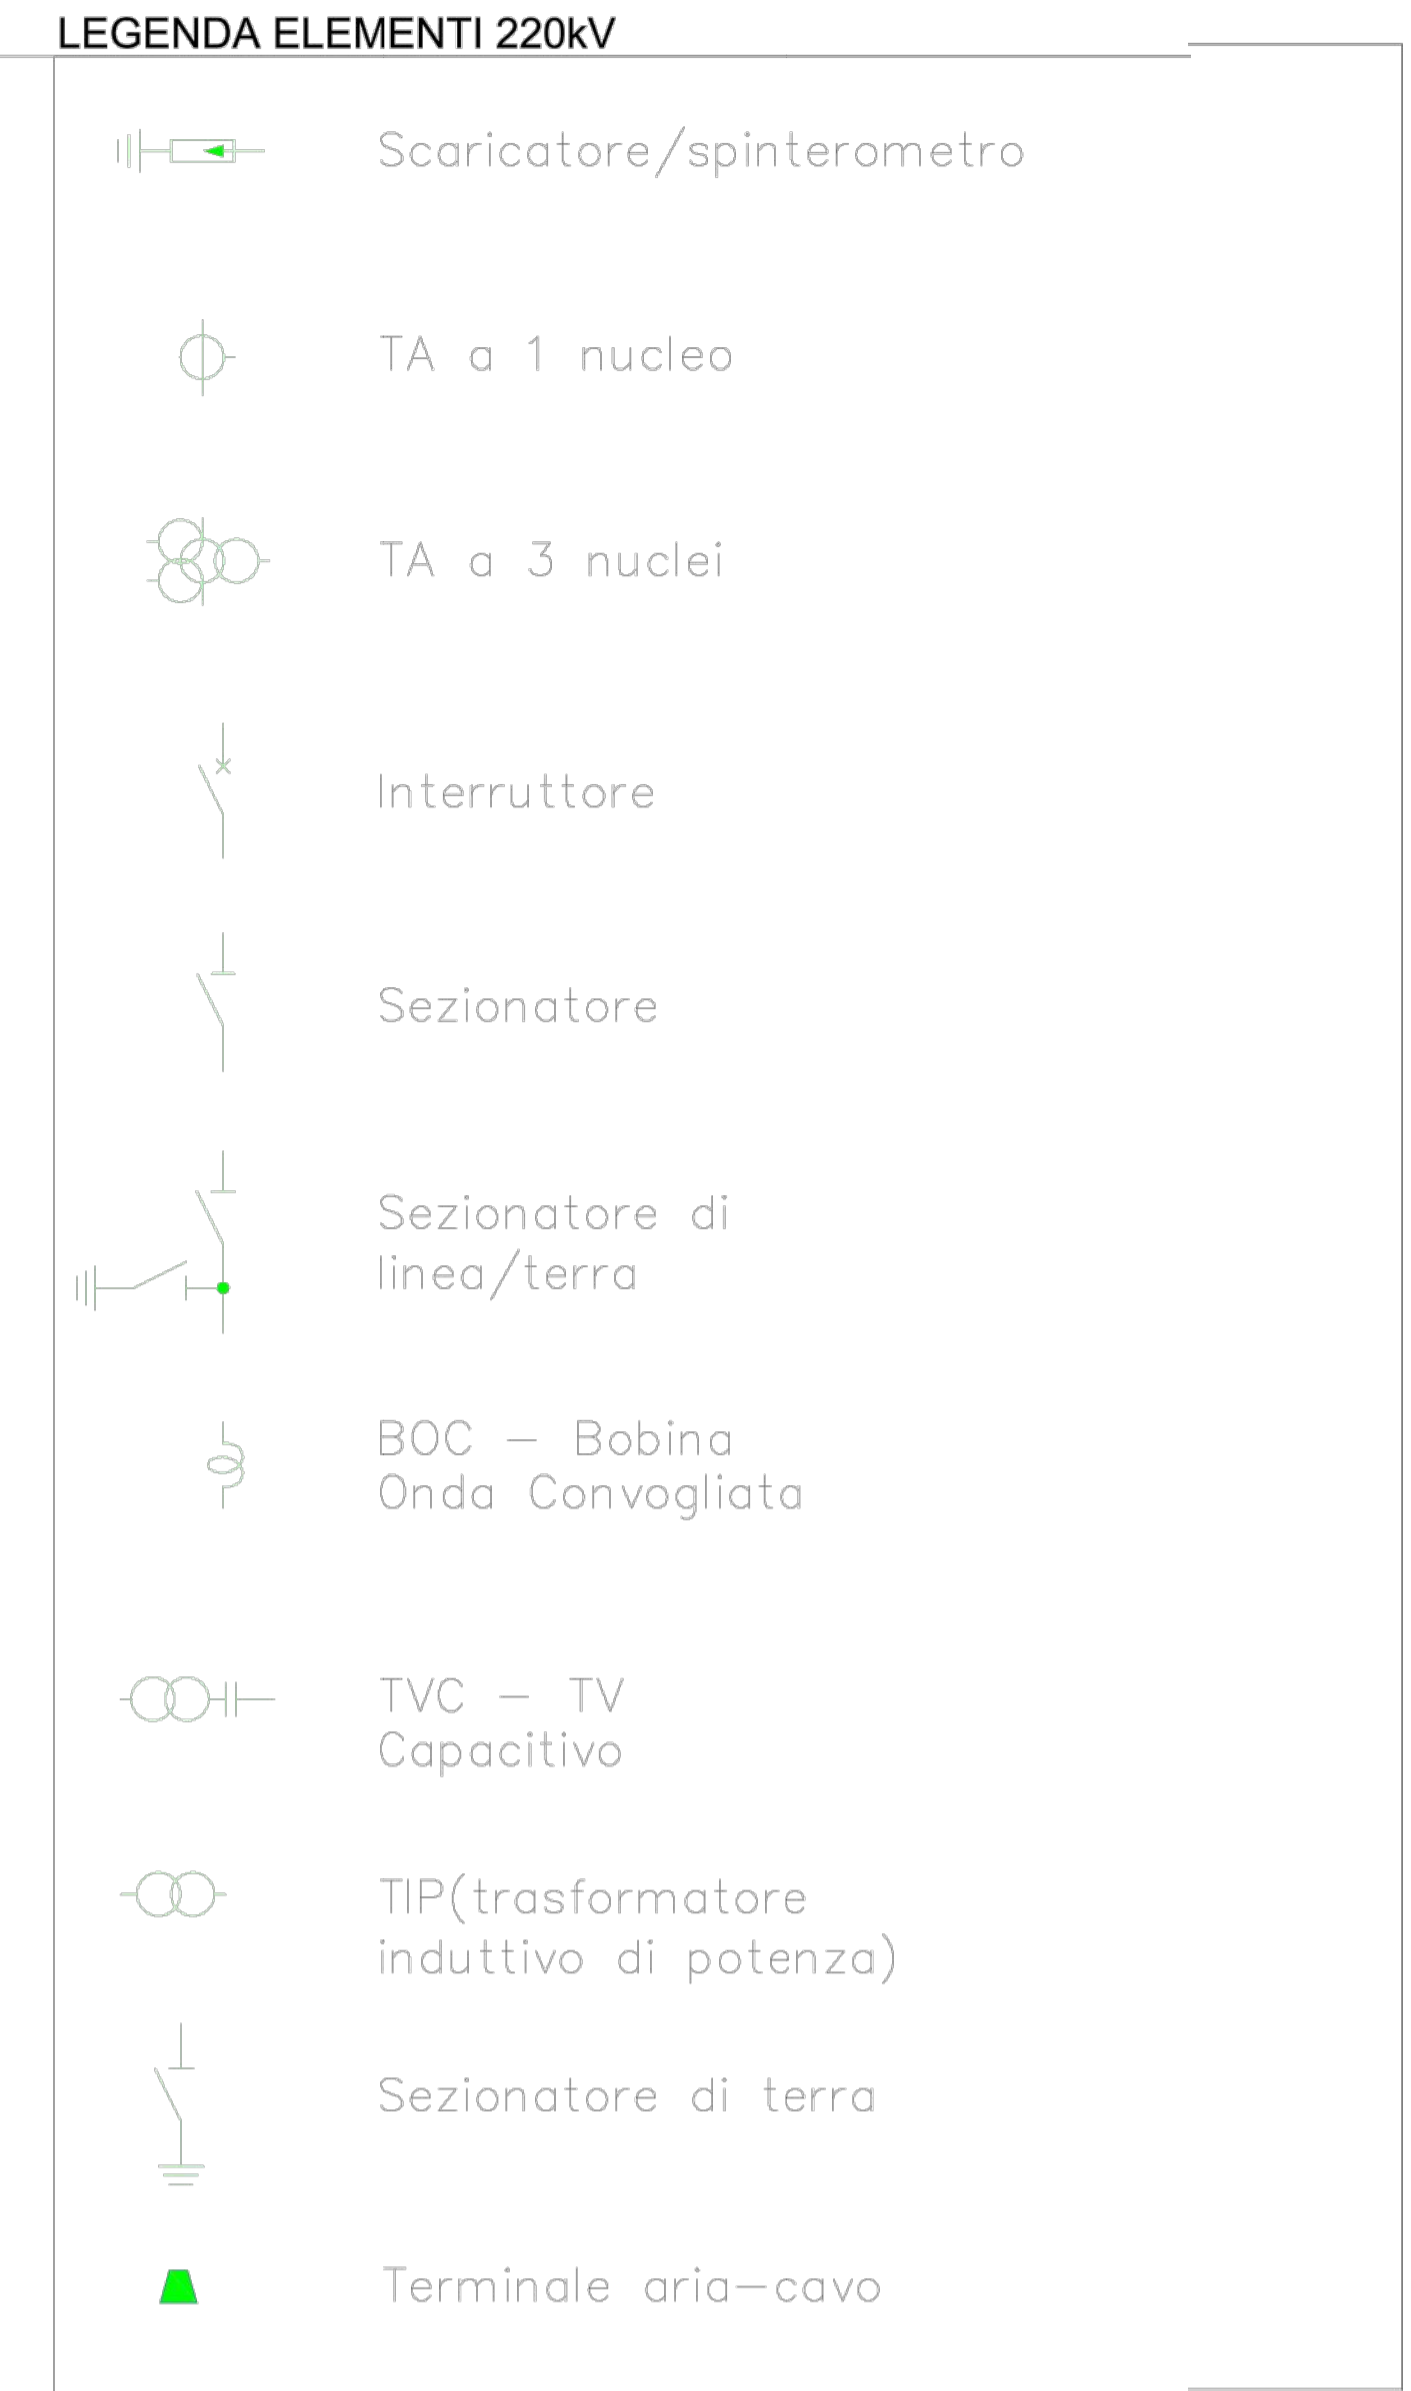 LEGENDA ELEMENTI 220kV
Scaricatore/spinterometro
TA a 1 nucleo
TA a 3 nuclei
Interruttore
Sezionatore
Sezionatore di
linea/terra
BOC – Bobina
Onda Convogliata
TVC – TV
Capacitivo
TIP(trasformatore
induttivo di potenza)
Sezionatore di terra
Terminale aria–cavo